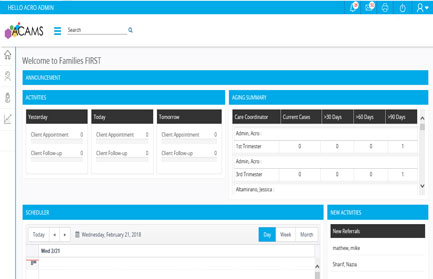 HELLO ACRO ADMIN
ACAMS
Search
Welcome to Families FIRST
ANNOUNCEMENT
ACTIVITIES
Yesterday
Today
Tomorrow
Client Appointment 0
Client Appointment 0
Client Appointment 0
Client Follow-up 0
Client Follow-up 0
Client Follow-up 0
AGING SUMMARY
Care Coordinator Current Cases >30 Days >60 Days >90 Days
Admin, Acro :
1st Trimester 0 0 0 1
Admin, Acro :
3rd Trimester 0 0 0 1
Altamirano, Jessica :
SCHEDULER
Today Wednesday, February 21, 2018 Day Week Month
Wed 2/21
NEW ACTIVITIES
New Referrals
mathew, mike
Sharif, Nazia